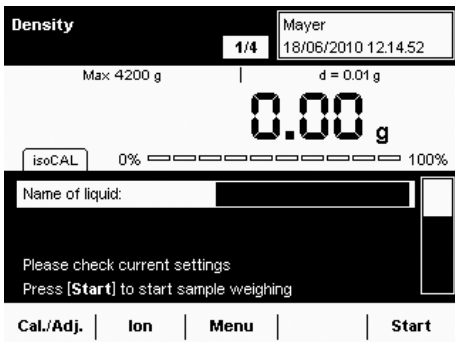 Density
1/4
Mayer
18/06/2010 12.14.52
Max 4200 g
d = 0.01 g
0.00 g
isoCAL
0%
100%
Name of liquid:
Please check current settings
Press [Start] to start sample weighing
Cal./Adj. Ion Menu Start